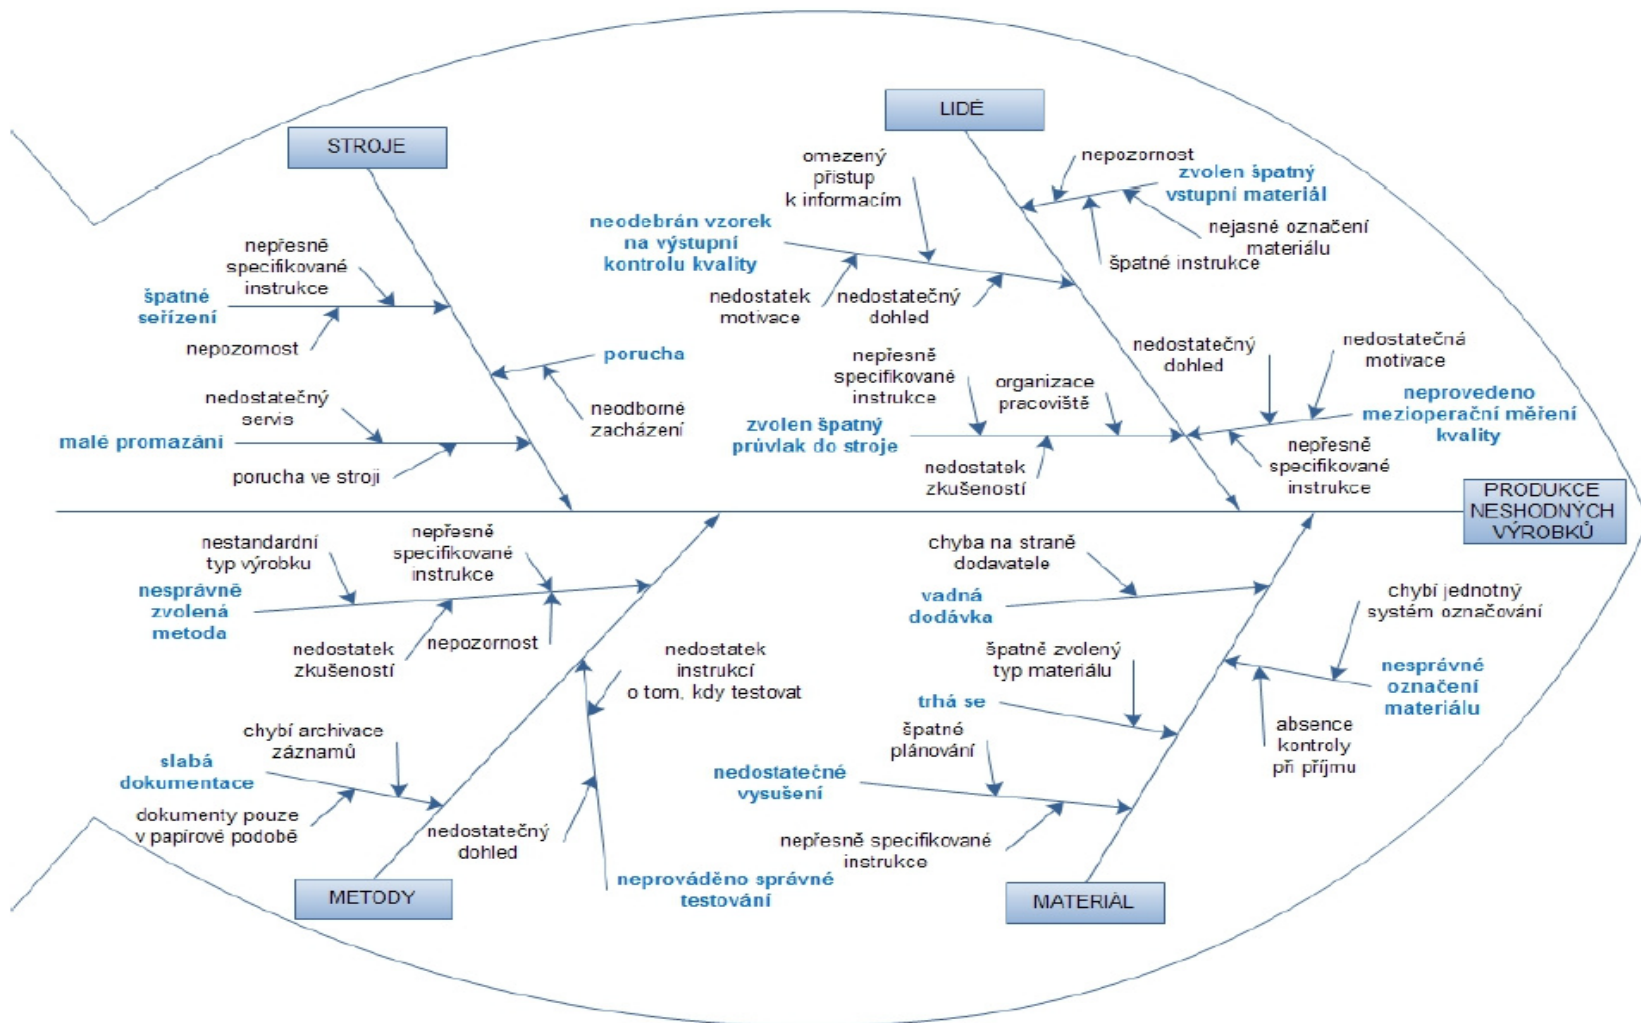 STROJE
nepřesně
specifikované
instrukce
špatné
seřízení
nepozornost
porucha
neodborné
zacházení
nedostatečný
servis
malé promazání
porucha ve stroji
LIDÉ
omezený
přístup
k informacím
neodebrán vzorek
na výstupní
kontrolu kvality
nedostatek
motivace
nedostatečný
dohled
nepozornost
zvolen špatný
vstupní materiál
nejasné označení
materiálu
špatné instrukce
nepřesně
specifikované
instrukce
organizace
pracoviště
zvolen špatný
průvlak do stroje
nedostatek
zkušeností
nedostatečný
dohled
nedostatečná
motivace
neprovedeno
mezioperační měření
kvality
nepřesně
specifikované
instrukce
PRODUKCE
NESHODNÝCH
VÝROBKŮ
nestandardní
typ výrobku
nepřesně
specifikované
instrukce
nesprávně
zvolená
metoda
nedostatek
zkušeností
nepozornost
nedostatek
instrukcí
o tom, kdy testovat
chybí archivace
záznamů
slabá
dokumentace
dokumenty pouze
v papírové podobě
nedostatečný
dohled
neprováděno správné
testování
METODY
chyba na straně
dodavatele
vadná
dodávka
chybí jednotný
systém označování
špatně zvolený
typ materiálu
trhá se
nesprávné
označení
materiálu
absence
kontroly
při příjmu
špatné
plánování
nedostatečné
vysušení
nepřesně specifikované
instrukce
MATERIÁL